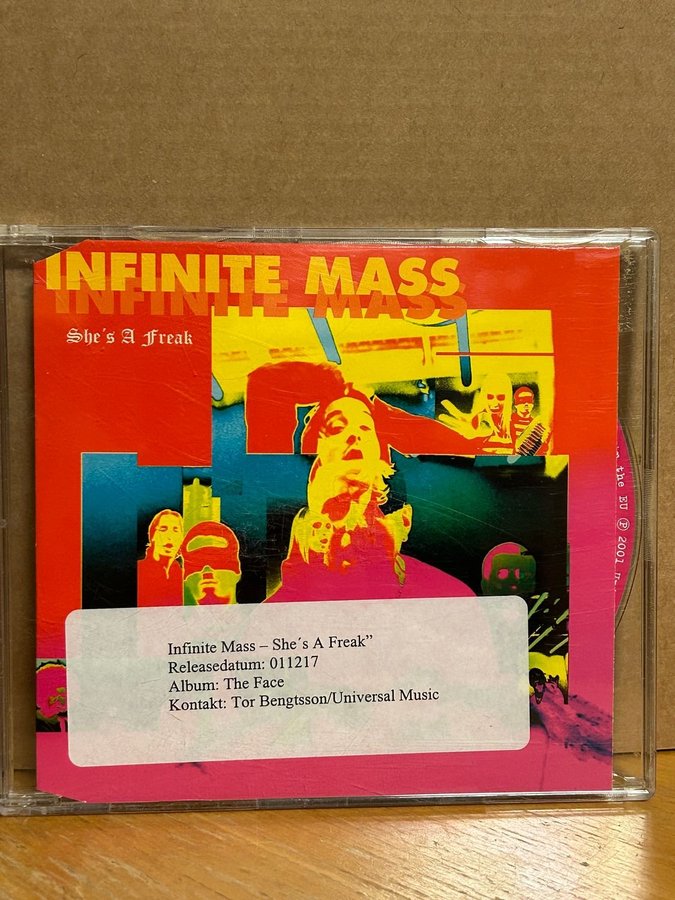 INFINITE MASS
INFINITE MASS
She´s A Freak
the EU ℗ 2001
Infinite Mass – She´s A Freak”
Releasedatum: 011217
Album: The Face
Kontakt: Tor Bengtsson/Universal Music